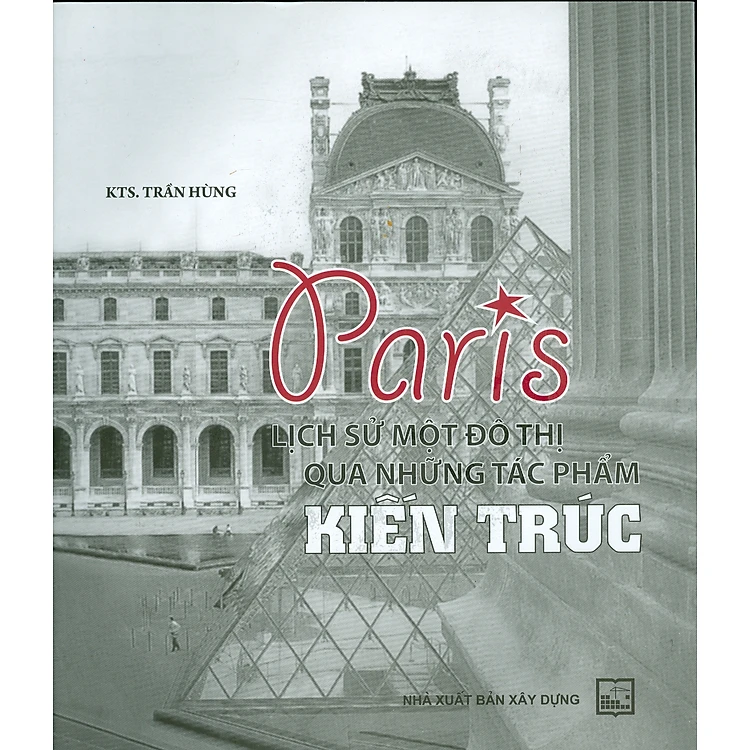 KTS. TRẦN HÙNG
Paris
LỊCH SỬ MỘT ĐÔ THỊ
QUA NHỮNG TÁC PHẨM
KIẾN TRÚC
NHÀ XUẤT BẢN XÂY DỰNG